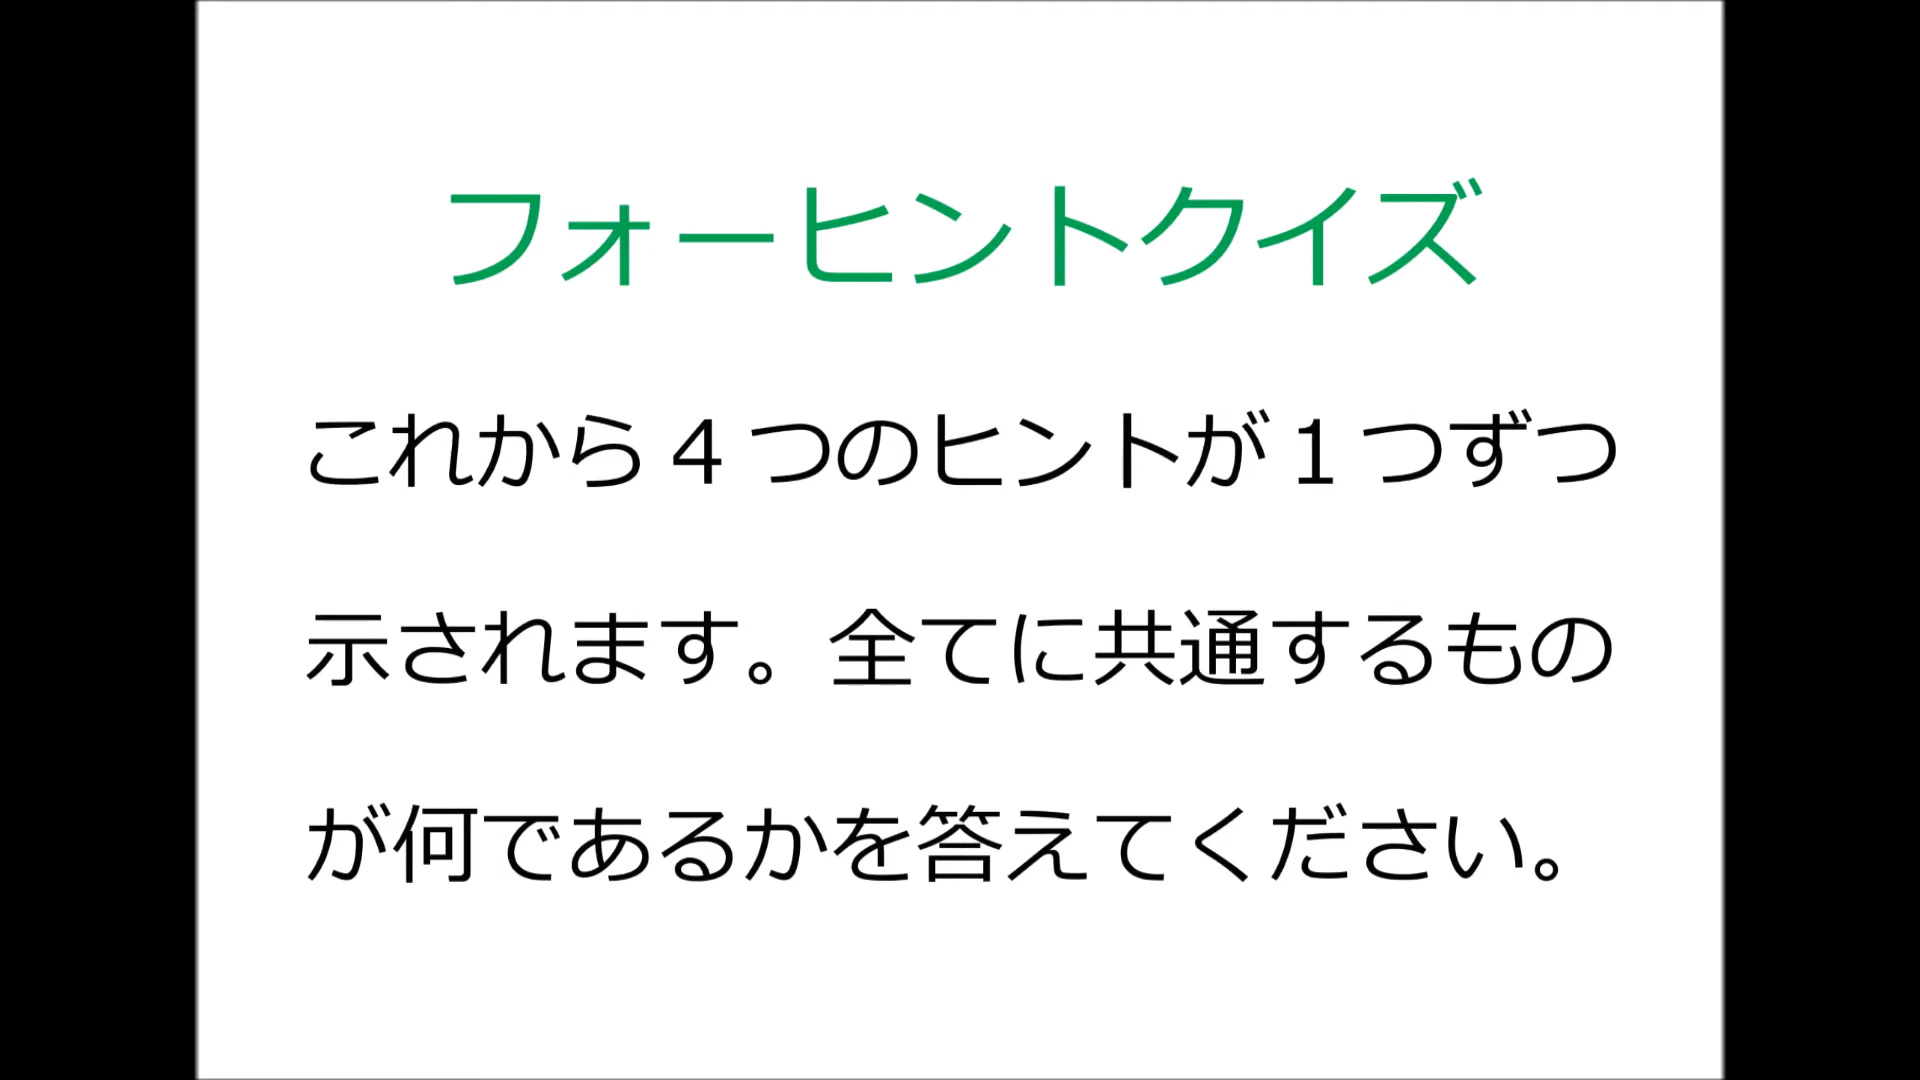 フォーヒントクイズ
これから４つのヒントが１つずつ
示されます。全てに共通するもの
が何であるかを答えてください。